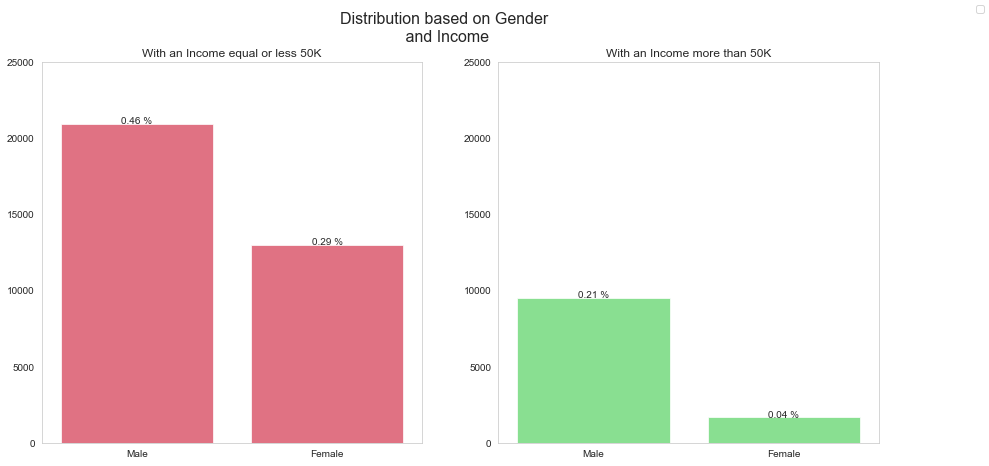 Distribution based on Gender
and Income
With an Income equal or less 50K
25000
20000
15000
10000
5000
0
0.46 %
0.29 %
Male
Female
With an Income more than 50K
25000
20000
15000
10000
5000
0
0.21 %
0.04 %
Male
Female